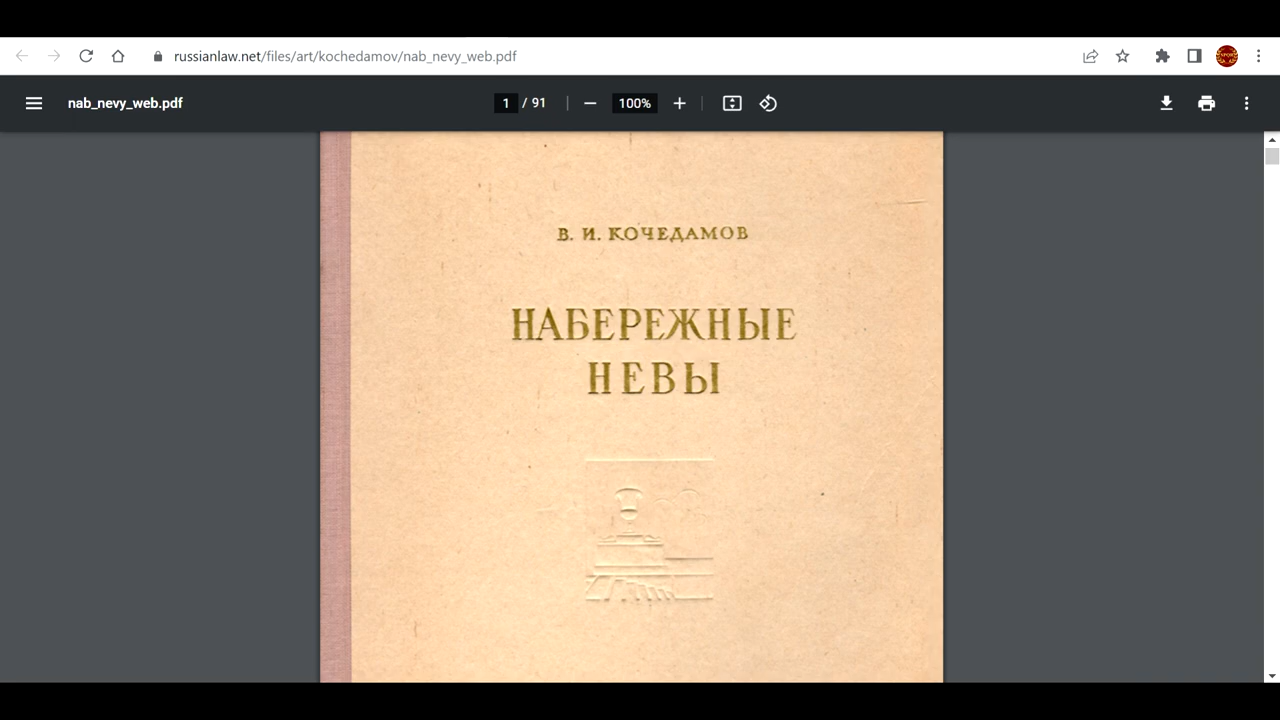 russianlaw.net/files/art/kochedamov/nab_nevy_web.pdf
nab_nevy_web.pdf
1 / 91
100%
В. И. КОЧЕДАМОВ
НАБЕРЕЖНЫЕ
НЕВЫ